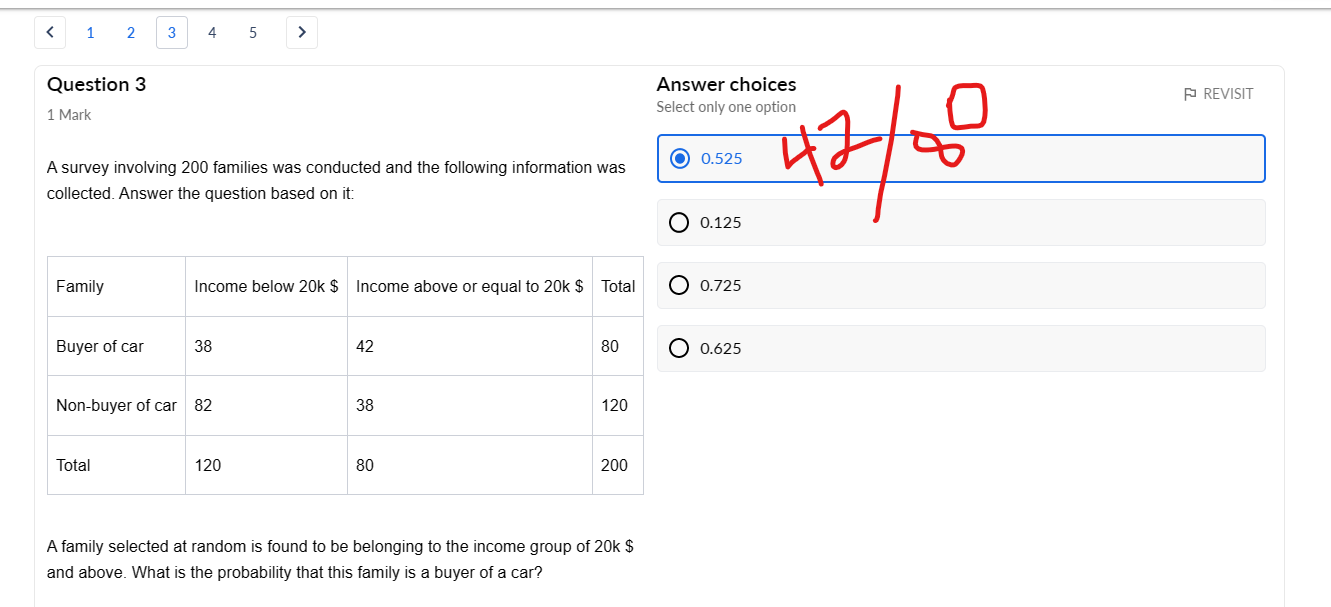 1 2 3 4 5
Question 3
1 Mark
A survey involving 200 families was conducted and the following information was
collected. Answer the question based on it:
Family Income below 20k $ Income above or equal to 20k $ Total
Buyer of car 38 42 80
Non-buyer of car 82 38 120
Total 120 80 200
A family selected at random is found to be belonging to the income group of 20k $
and above. What is the probability that this family is a buyer of a car?
Answer choices
Select only one option
REVISIT
0.525
42/80
0.125
0.725
0.625